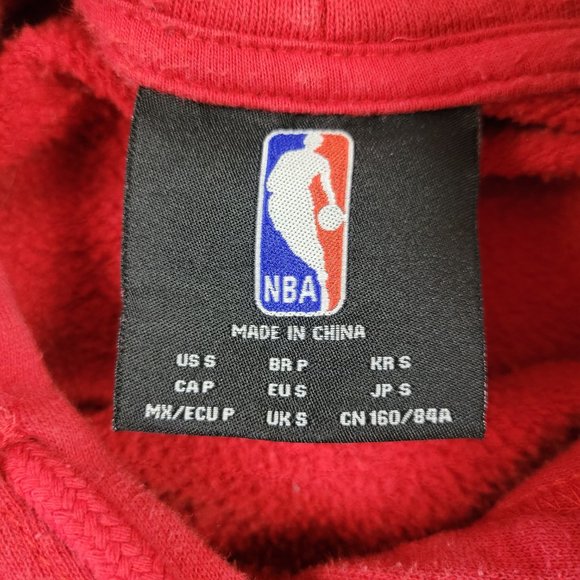 NBA
MADE IN CHINA
US S BR P KR S
CA P EU S JP S
MX/ECU P UK S CN 160/84A